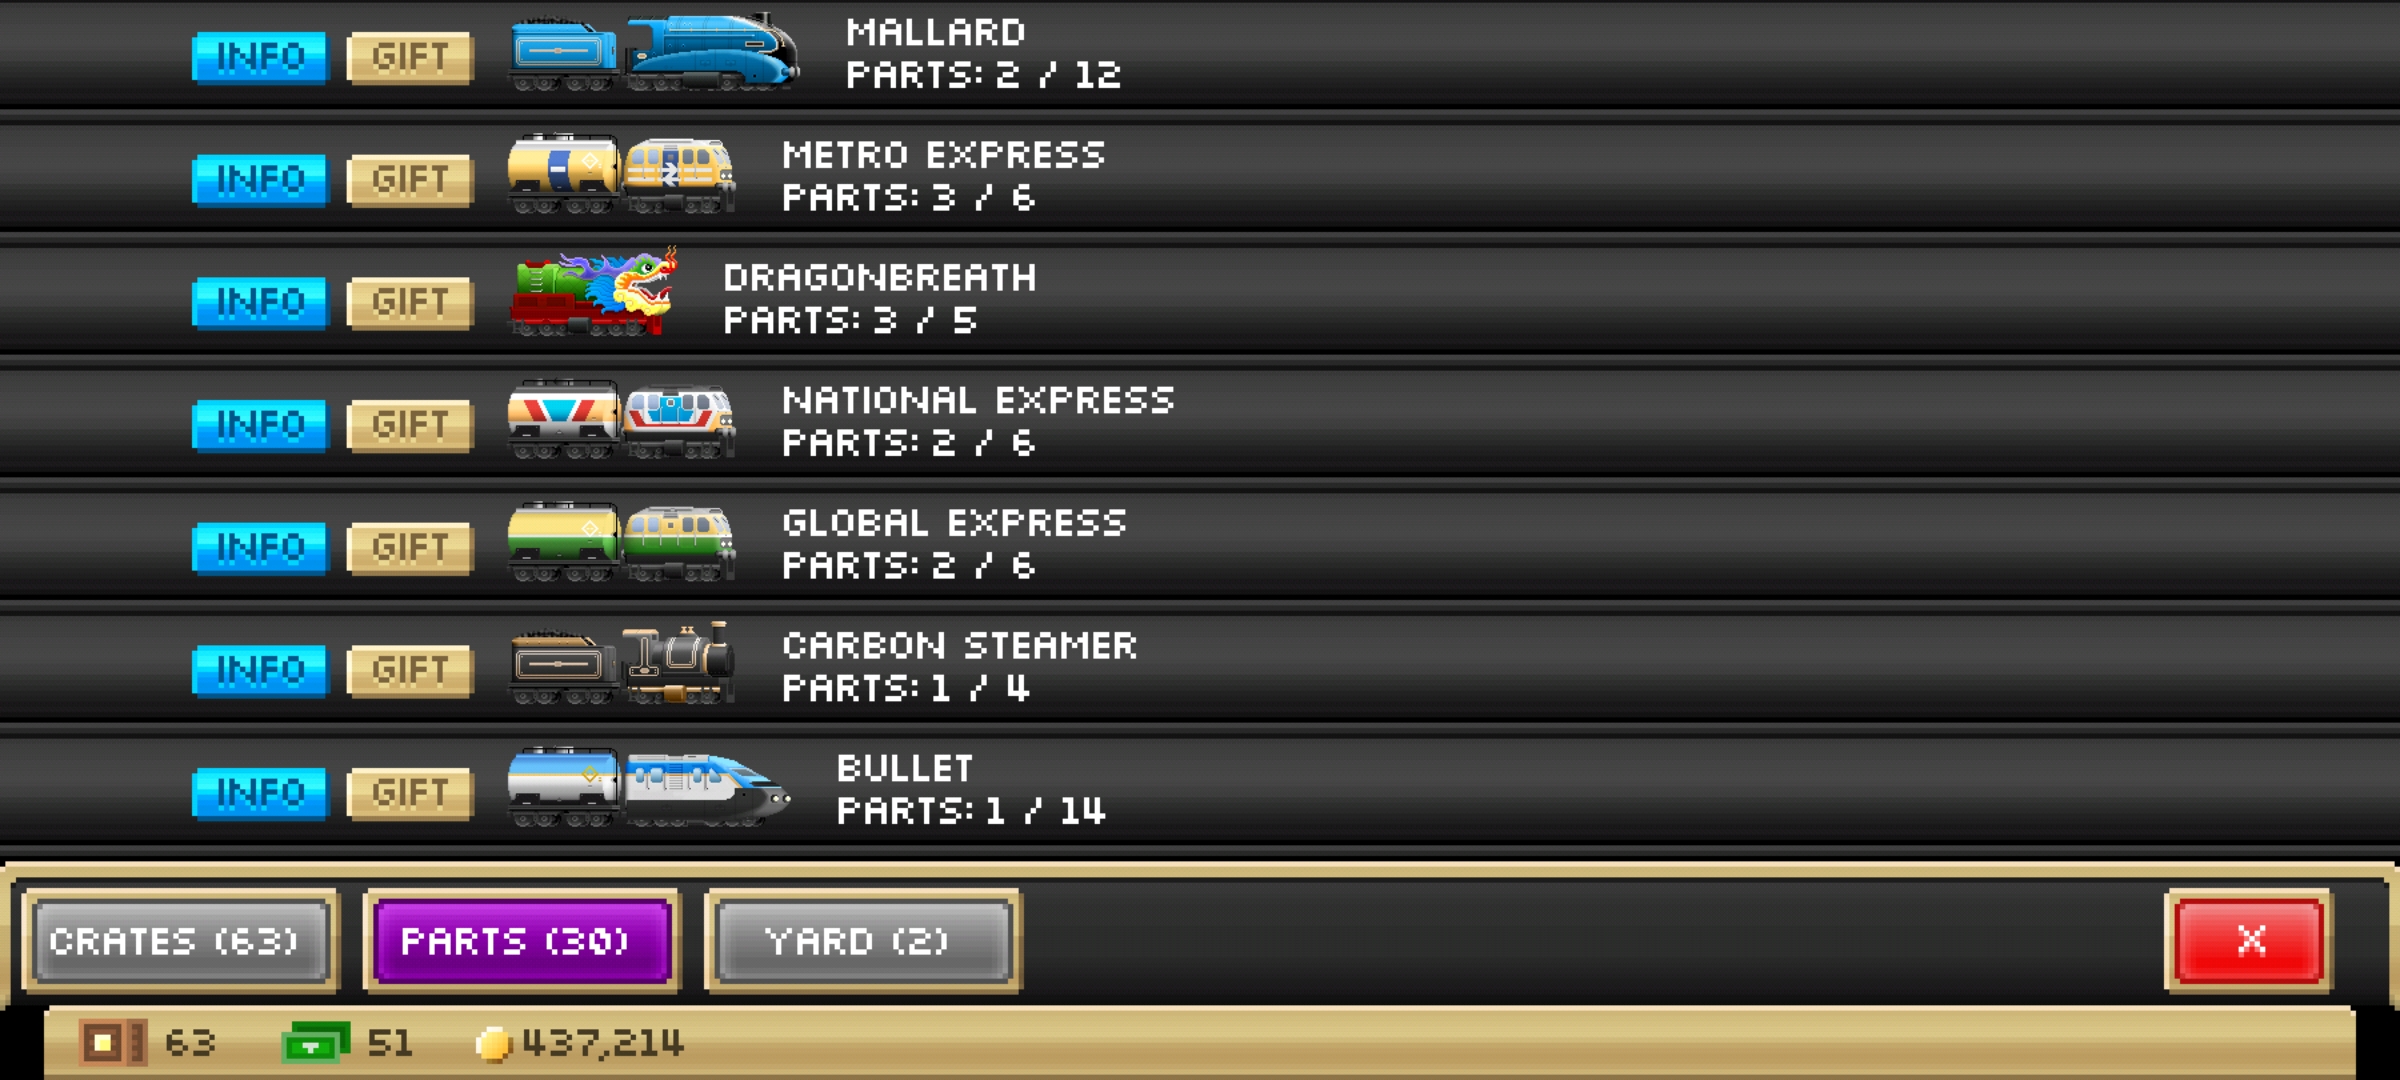 INFO GIFT MALLARD
PARTS: 2 / 12
INFO GIFT METRO EXPRESS
PARTS: 3 / 6
INFO GIFT DRAGONBREATH
PARTS: 3 / 5
INFO GIFT NATIONAL EXPRESS
PARTS: 2 / 6
INFO GIFT GLOBAL EXPRESS
PARTS: 2 / 6
INFO GIFT CARBON STEAMER
PARTS: 1 / 4
INFO GIFT BULLET
PARTS: 1 / 14
CRATES (63) PARTS (30) YARD (2) X
63 51 437,214